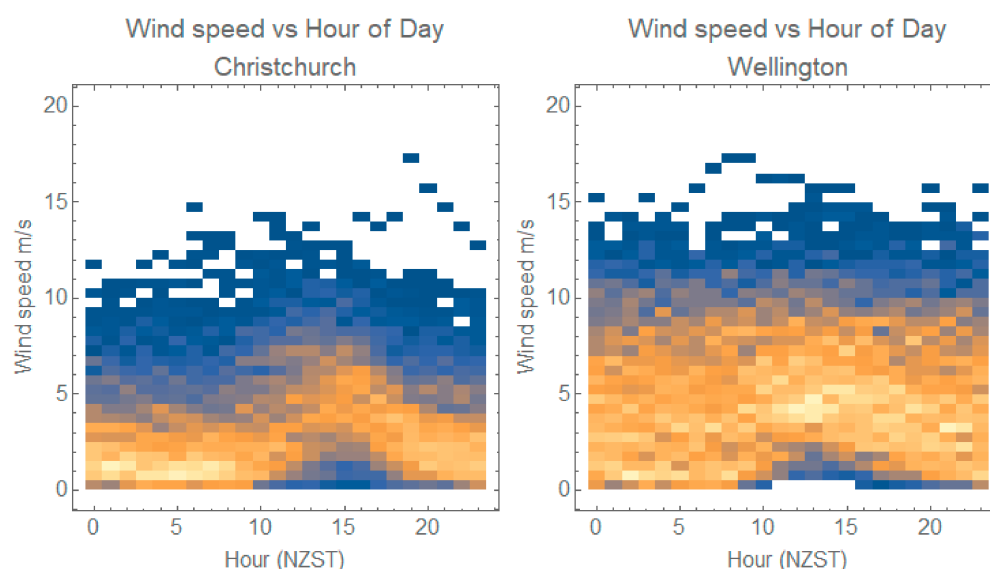 Wind speed vs Hour of Day
Christchurch
Wind speed m/s
20
15
10
5
0
0 5 10 15 20
Hour (NZST)
Wind speed vs Hour of Day
Wellington
Wind speed m/s
20
15
10
5
0
0 5 10 15 20
Hour (NZST)